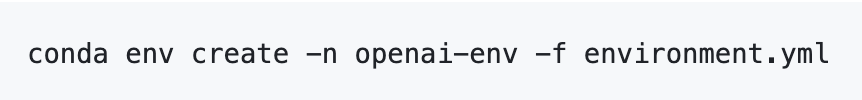 conda env create -n openai-env -f environment.yml